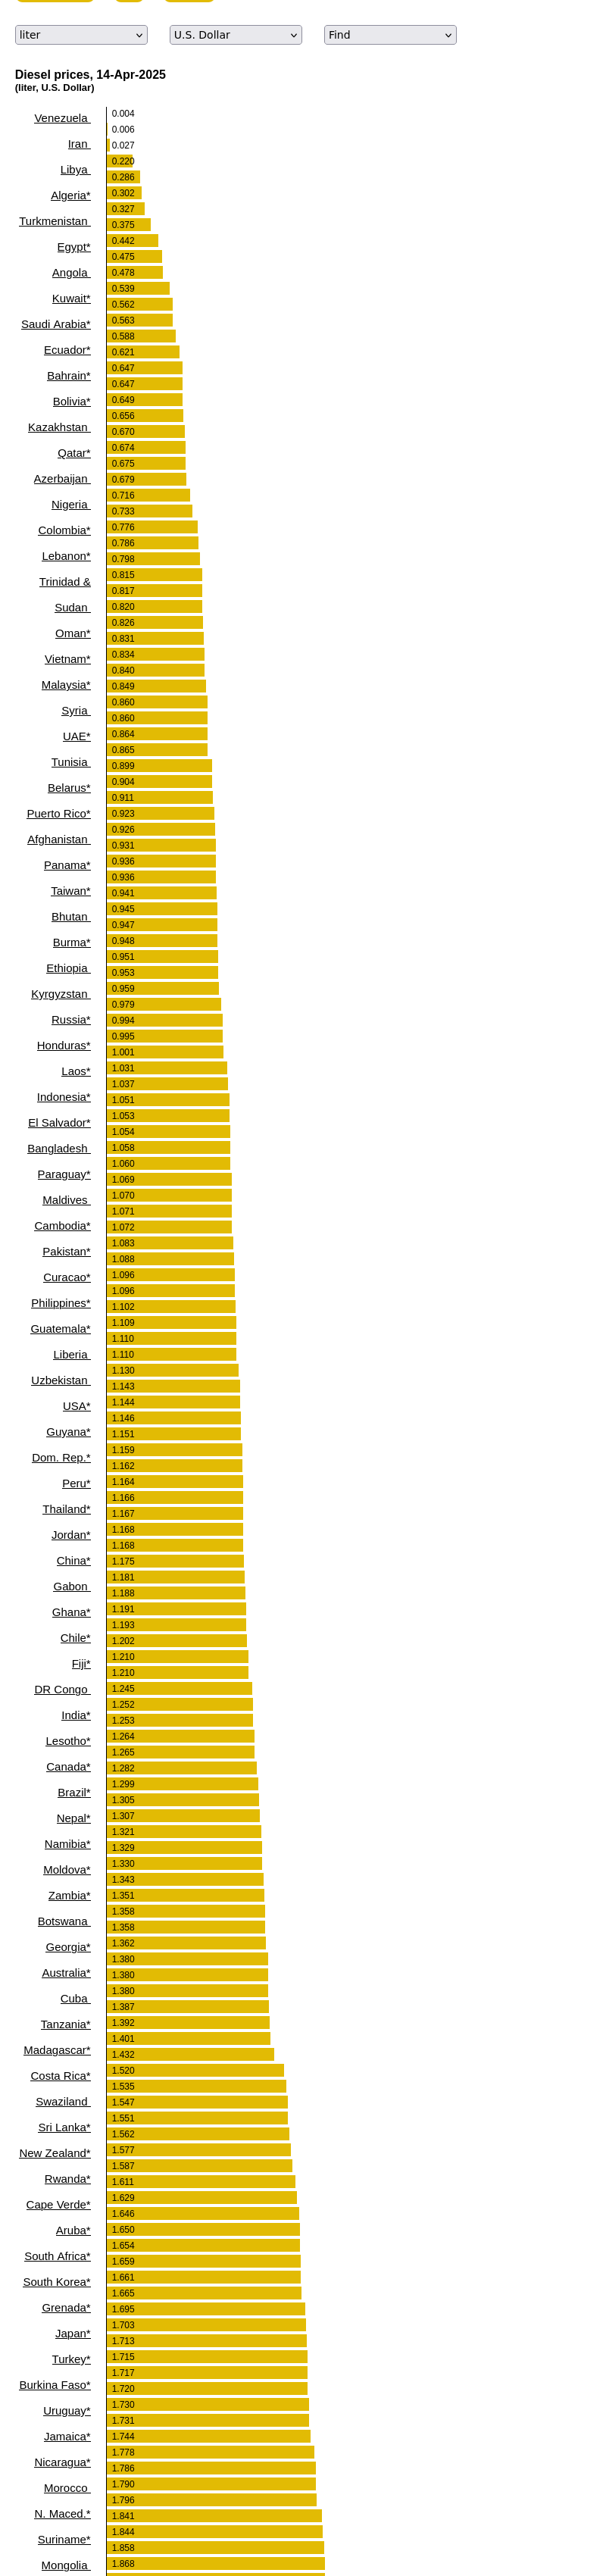 liter
U.S. Dollar
Find
Diesel prices, 14-Apr-2025
(liter, U.S. Dollar)
Venezuela
Iran
Libya
Algeria*
Turkmenistan
Egypt*
Angola
Kuwait*
Saudi Arabia*
Ecuador*
Bahrain*
Bolivia*
Kazakhstan
Qatar*
Azerbaijan
Nigeria
Colombia*
Lebanon*
Trinidad &
Sudan
Oman*
Vietnam*
Malaysia*
Syria
UAE*
Tunisia
Belarus*
Puerto Rico*
Afghanistan
Panama*
Taiwan*
Bhutan
Burma*
Ethiopia
Kyrgyzstan
Russia*
Honduras*
Laos*
Indonesia*
El Salvador*
Bangladesh
Paraguay*
Maldives
Cambodia*
Pakistan*
Curacao*
Philippines*
Guatemala*
Liberia
Uzbekistan
USA*
Guyana*
Dom. Rep.*
Peru*
Thailand*
Jordan*
China*
Gabon
Ghana*
Chile*
Fiji*
DR Congo
India*
Lesotho*
Canada*
Brazil*
Nepal*
Namibia*
Moldova*
Zambia*
Botswana
Georgia*
Australia*
Cuba
Tanzania*
Madagascar*
Costa Rica*
Swaziland
Sri Lanka*
New Zealand*
Rwanda*
Cape Verde*
Aruba*
South Africa*
South Korea*
Grenada*
Japan*
Turkey*
Burkina Faso*
Uruguay*
Jamaica*
Nicaragua*
Morocco
N. Maced.*
Suriname*
Mongolia
0.004
0.006
0.027
0.220
0.286
0.302
0.327
0.375
0.442
0.475
0.478
0.539
0.562
0.563
0.588
0.621
0.647
0.647
0.649
0.656
0.670
0.674
0.675
0.679
0.716
0.733
0.776
0.786
0.798
0.815
0.817
0.820
0.826
0.831
0.834
0.840
0.849
0.860
0.860
0.864
0.865
0.899
0.904
0.911
0.923
0.926
0.931
0.936
0.936
0.941
0.945
0.947
0.948
0.951
0.953
0.959
0.979
0.994
0.995
1.001
1.031
1.037
1.051
1.053
1.054
1.058
1.060
1.069
1.070
1.071
1.072
1.083
1.088
1.096
1.096
1.102
1.109
1.110
1.110
1.130
1.143
1.144
1.146
1.151
1.159
1.162
1.164
1.166
1.167
1.168
1.168
1.175
1.181
1.188
1.191
1.193
1.202
1.210
1.210
1.245
1.252
1.253
1.264
1.265
1.282
1.299
1.305
1.307
1.321
1.329
1.330
1.343
1.351
1.358
1.358
1.362
1.380
1.380
1.380
1.387
1.392
1.401
1.432
1.520
1.535
1.547
1.551
1.562
1.577
1.587
1.611
1.629
1.646
1.650
1.654
1.659
1.661
1.665
1.695
1.703
1.713
1.715
1.717
1.720
1.730
1.731
1.744
1.778
1.786
1.790
1.796
1.841
1.844
1.858
1.868